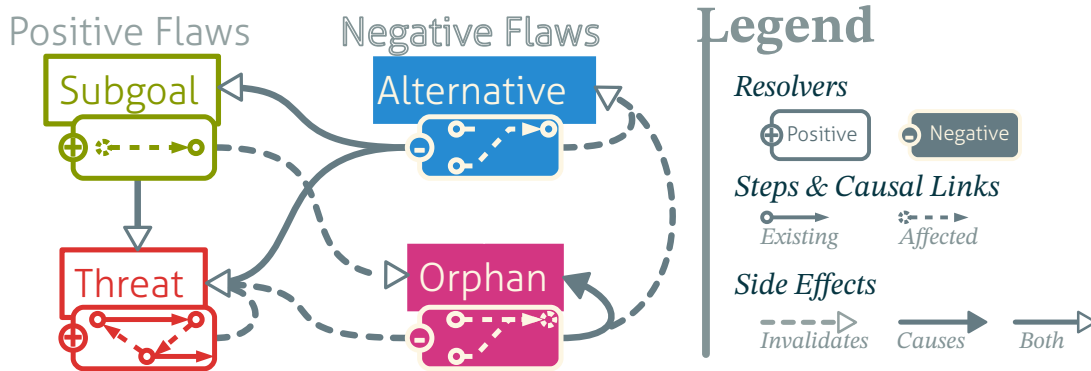 Positive Flaws
Negative Flaws
Subgoal
Alternative
Threat
Orphan
Legend
Resolvers
Positive
Negative
Steps & Causal Links
Existing
Affected
Side Effects
Invalidates
Causes
Both